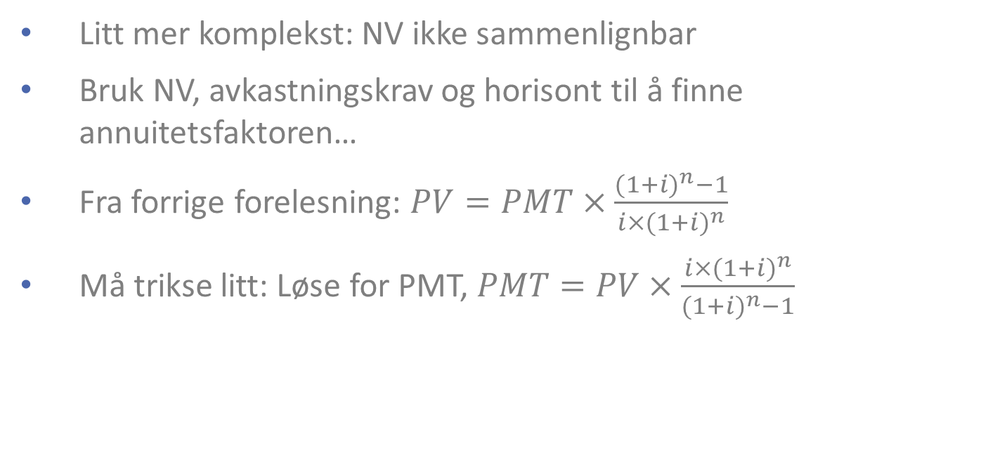 • Litt mer komplekst: NV ikke sammenlignbar
• Bruk NV, avkastningskrav og horisont til å finne
annuitetsfaktoren…
• Fra forrige forelesning: $PV = PMT \times \frac{(1+i)^n-1}{i\times(1+i)^n}$
• Må trikse litt: Løse for PMT, $PMT = PV \times \frac{i\times(1+i)^n}{(1+i)^n-1}$